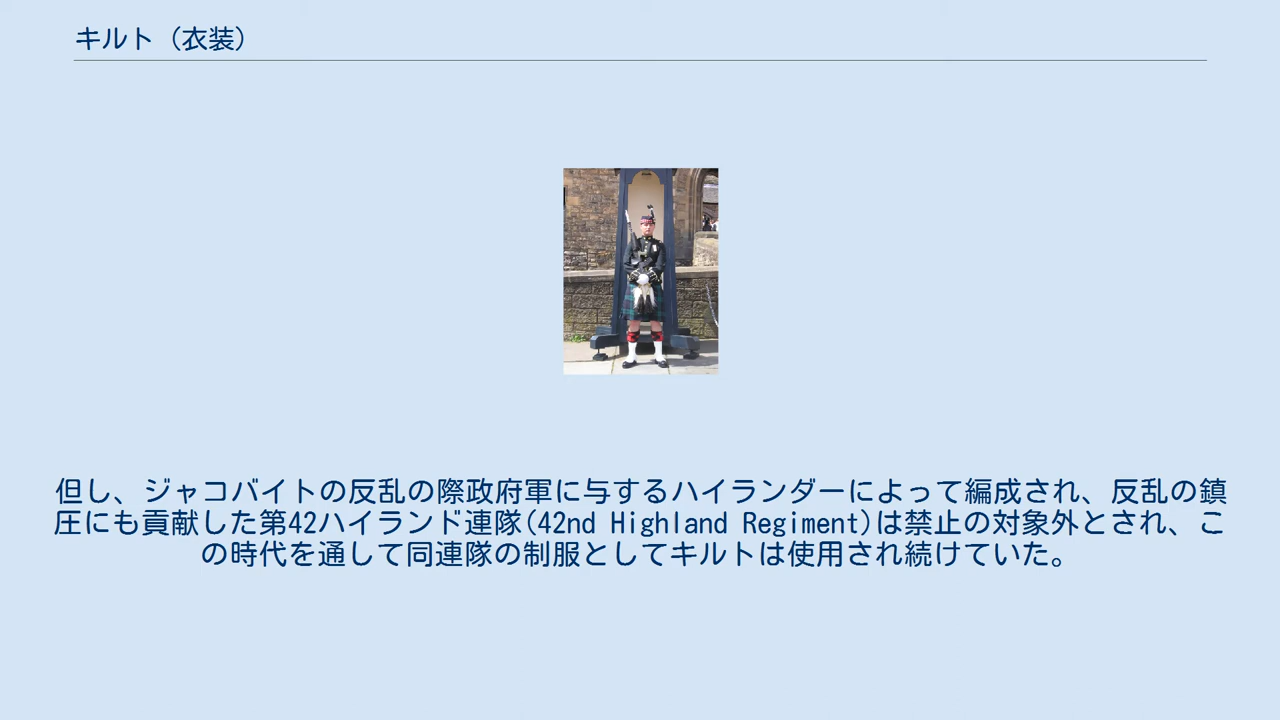 キルト（衣装）
但し、ジャコバイトの反乱の際政府軍に与するハイランダーによって編成され、反乱の鎮
圧にも貢献した第42ハイランド連隊(42nd Highland Regiment)は禁止の対象外とされ、こ
の時代を通して同連隊の制服としてキルトは使用され続けていた。